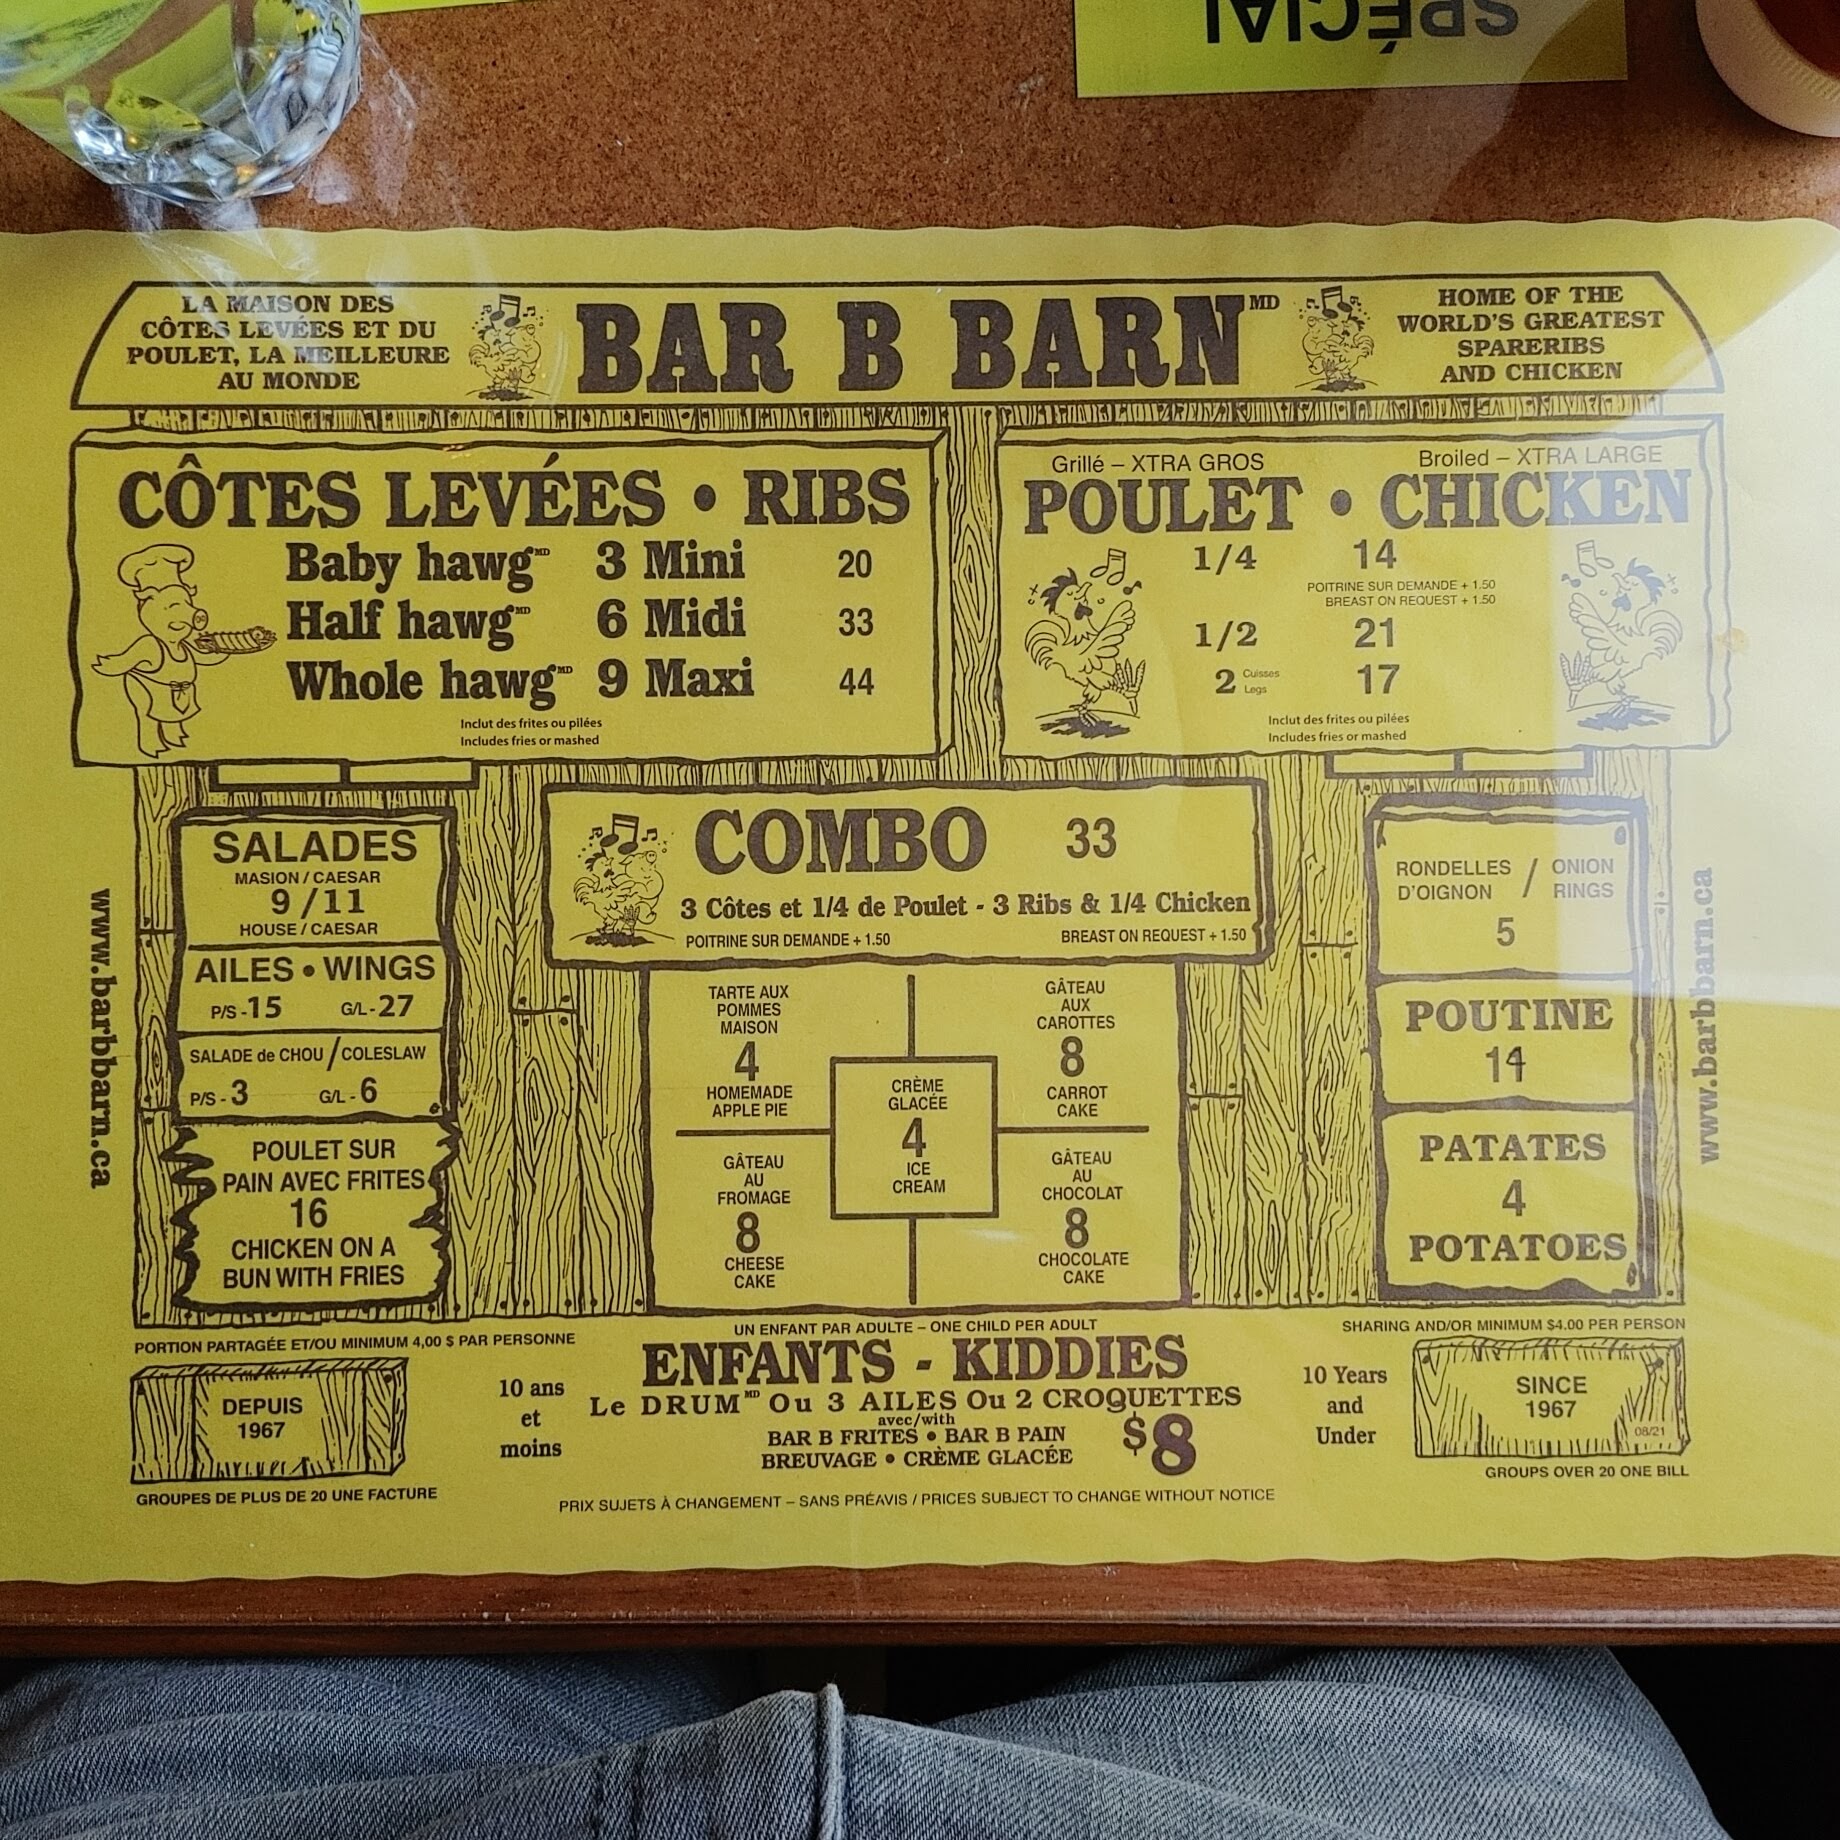 SPÉCIAL
LA MAISON DES
CÔTES LEVÉES ET DU
POULET, LA MEILLEURE
AU MONDE
BAR B BARN MD
HOME OF THE
WORLD'S GREATEST
SPARERIBS
AND CHICKEN
CÔTES LEVÉES • RIBS
Baby hawg MD 3 Mini 20
Half hawg MD 6 Midi 33
Whole hawg MD 9 Maxi 44
Inclut des frites ou pilées
Includes fries or mashed
Grillé – XTRA GROS Broiled – XTRA LARGE
POULET • CHICKEN
1/4 14
POITRINE SUR DEMANDE + 1.50
BREAST ON REQUEST + 1.50
1/2 21
2 Cuisses Legs 17
Inclut des frites ou pilées
Includes fries or mashed
www.barbbarn.ca
SALADES
MASION / CAESAR
9 / 11
HOUSE / CAESAR
AILES • WINGS
P/S - 15 G/L - 27
SALADE de CHOU / COLESLAW
P/S - 3 G/L - 6
POULET SUR
PAIN AVEC FRITES
16
CHICKEN ON A
BUN WITH FRIES
COMBO 33
3 Côtes et 1/4 de Poulet - 3 Ribs & 1/4 Chicken
POITRINE SUR DEMANDE + 1.50 BREAST ON REQUEST + 1.50
TARTE AUX
POMMES
MAISON
4
HOMEMADE
APPLE PIE
GÂTEAU
AUX
CAROTTES
8
CARROT
CAKE
CRÈME
GLACÉE
4
ICE
CREAM
GÂTEAU
AU
FROMAGE
8
CHEESE
CAKE
GÂTEAU
AU
CHOCOLAT
8
CHOCOLATE
CAKE
RONDELLES / ONION
D'OIGNON RINGS
5
POUTINE
PATATES
4
POTATOES
www.barbbarn.ca
PORTION PARTAGÉE ET/OU MINIMUM 4,00 $ PAR PERSONNE
UN ENFANT PAR ADULTE – ONE CHILD PER ADULT
SHARING AND/OR MINIMUM $4.00 PER PERSON
DEPUIS
1967
10 ans
et
moins
ENFANTS - KIDDIES
Le DRUM MD Ou 3 AILES Ou 2 CROQUETTES
avec/with
BAR B FRITES • BAR B PAIN
BREUVAGE • CRÈME GLACÉE
$8
10 Years
and
Under
SINCE
1967
08/21
GROUPES DE PLUS DE 20 UNE FACTURE
GROUPS OVER 20 ONE BILL
PRIX SUJETS À CHANGEMENT – SANS PRÉAVIS / PRICES SUBJECT TO CHANGE WITHOUT NOTICE